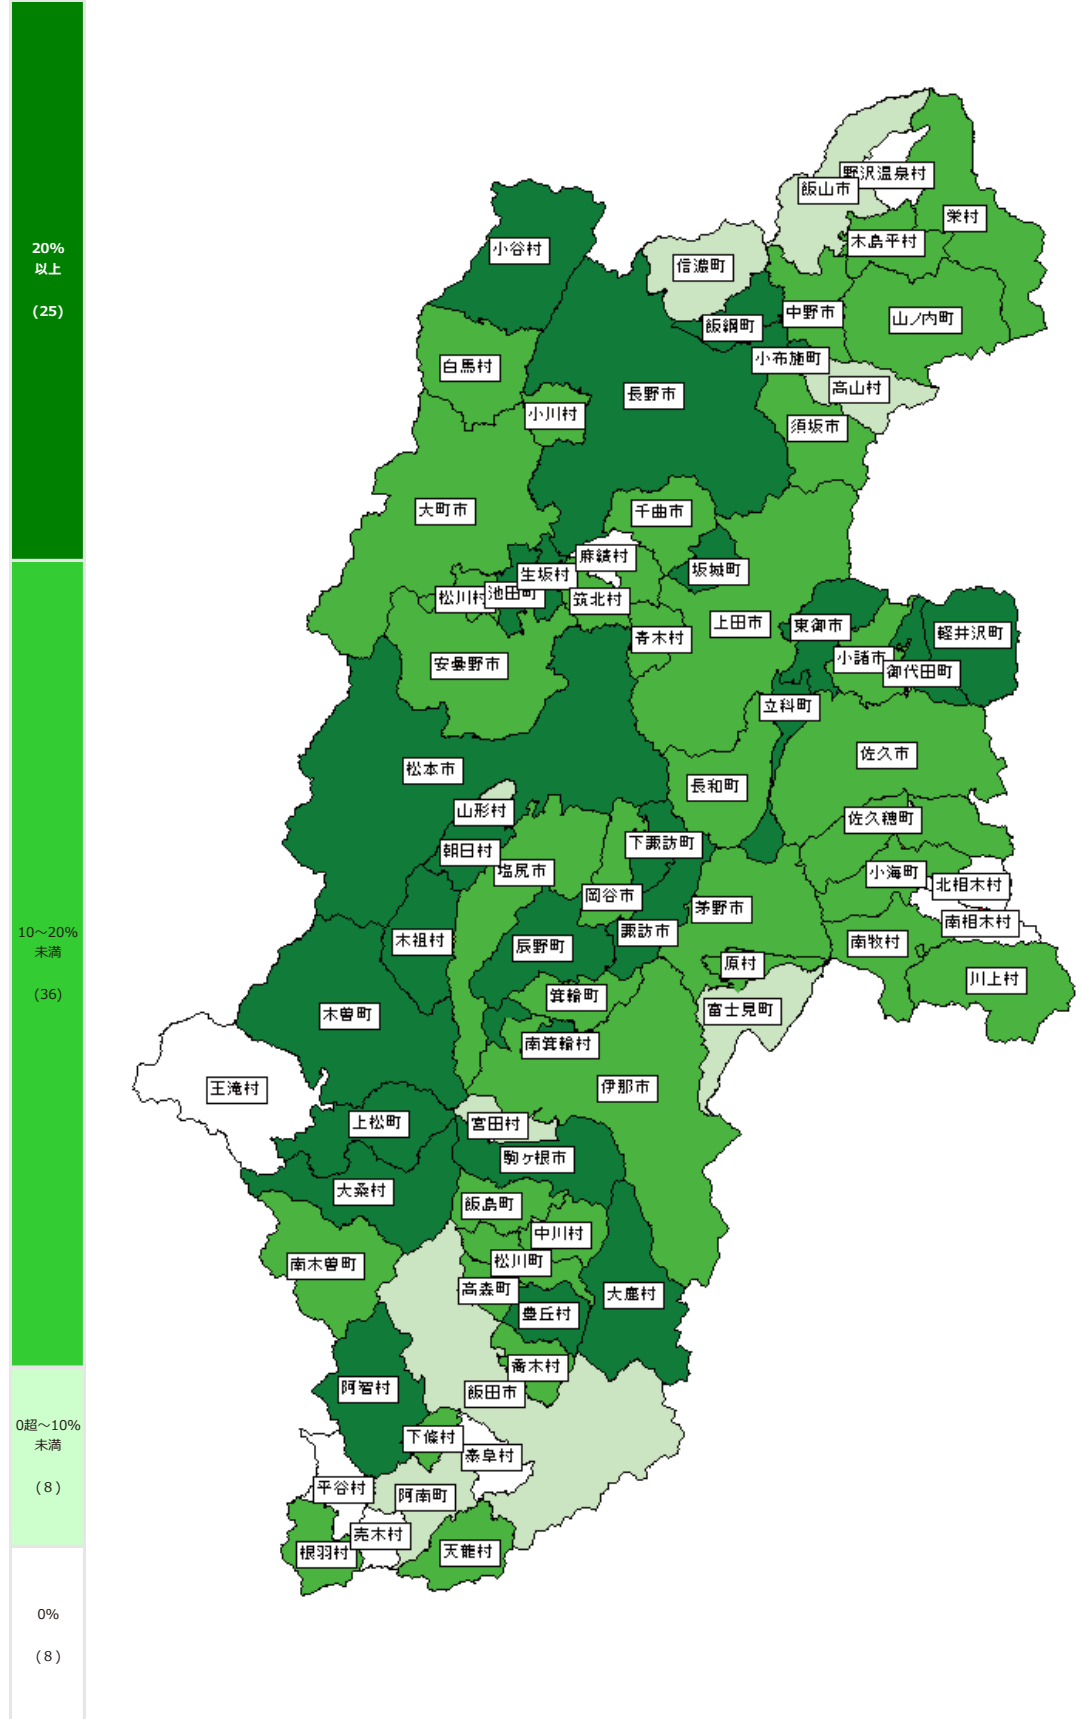 20%
以上
(25)
10～20%
未満
(36)
0超～10%
未満
(8)
0%
(8)
野沢温泉村
飯山市
栄村
木島平村
小谷村
信濃町
中野市
山ノ内町
飯綱町
小布施町
白馬村
高山村
長野市
小川村
須坂市
大町市
千曲市
麻績村
坂城町
生坂村
松川村
池田町
筑北村
上田市
東御市
軽井沢町
青木村
小諸市
安曇野市
御代田町
立科町
佐久市
松本市
長和町
山形村
佐久穂町
下諏訪町
朝日村
塩尻市
小海町
北相木村
岡谷市
茅野市
南相木村
諏訪市
木祖村
辰野町
南牧村
原村
川上村
箕輪町
富士見町
木曽町
南箕輪村
王滝村
伊那市
上松町
宮田村
駒ヶ根市
大桑村
飯島町
中川村
南木曽町
松川町
高森町
大鹿村
豊丘村
喬木村
阿智村
飯田市
下條村
泰阜村
平谷村
阿南町
売木村
根羽村
天龍村